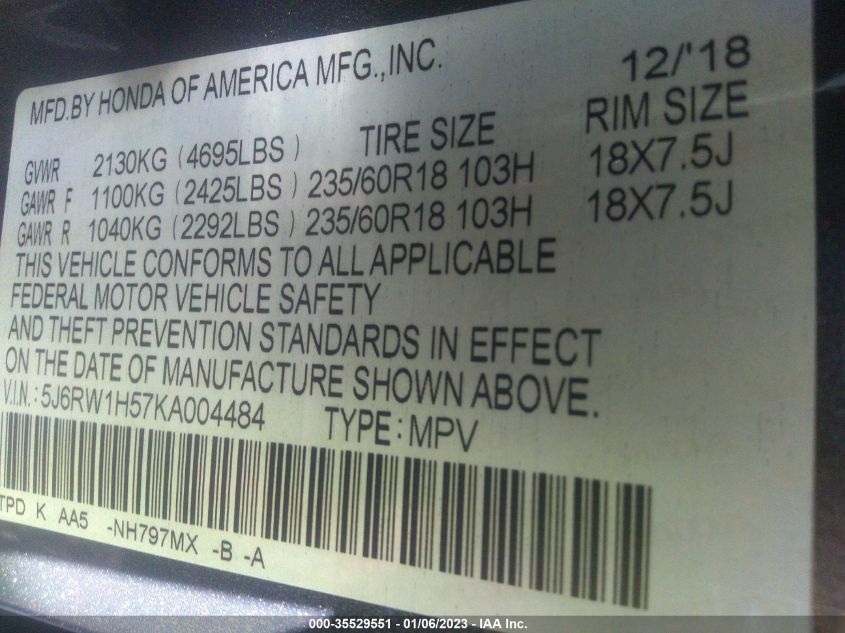 MFD.BY HONDA OF AMERICA MFG.,INC. 12/'18
TIRE SIZE RIM SIZE
GVWR 2130KG (4695LBS)
GAWR F 1100KG (2425LBS) 235/60R18 103H 18X7.5J
GAWR R 1040KG (2292LBS) 235/60R18 103H 18X7.5J
THIS VEHICLE CONFORMS TO ALL APPLICABLE
FEDERAL MOTOR VEHICLE SAFETY
AND THEFT PREVENTION STANDARDS IN EFFECT
ON THE DATE OF MANUFACTURE SHOWN ABOVE.
V.I.N.: 5J6RW1H57KA004484 TYPE: MPV
TPD K AA5 -NH797MX -B -A
000-35529551 - 01/06/2023 - IAA Inc.